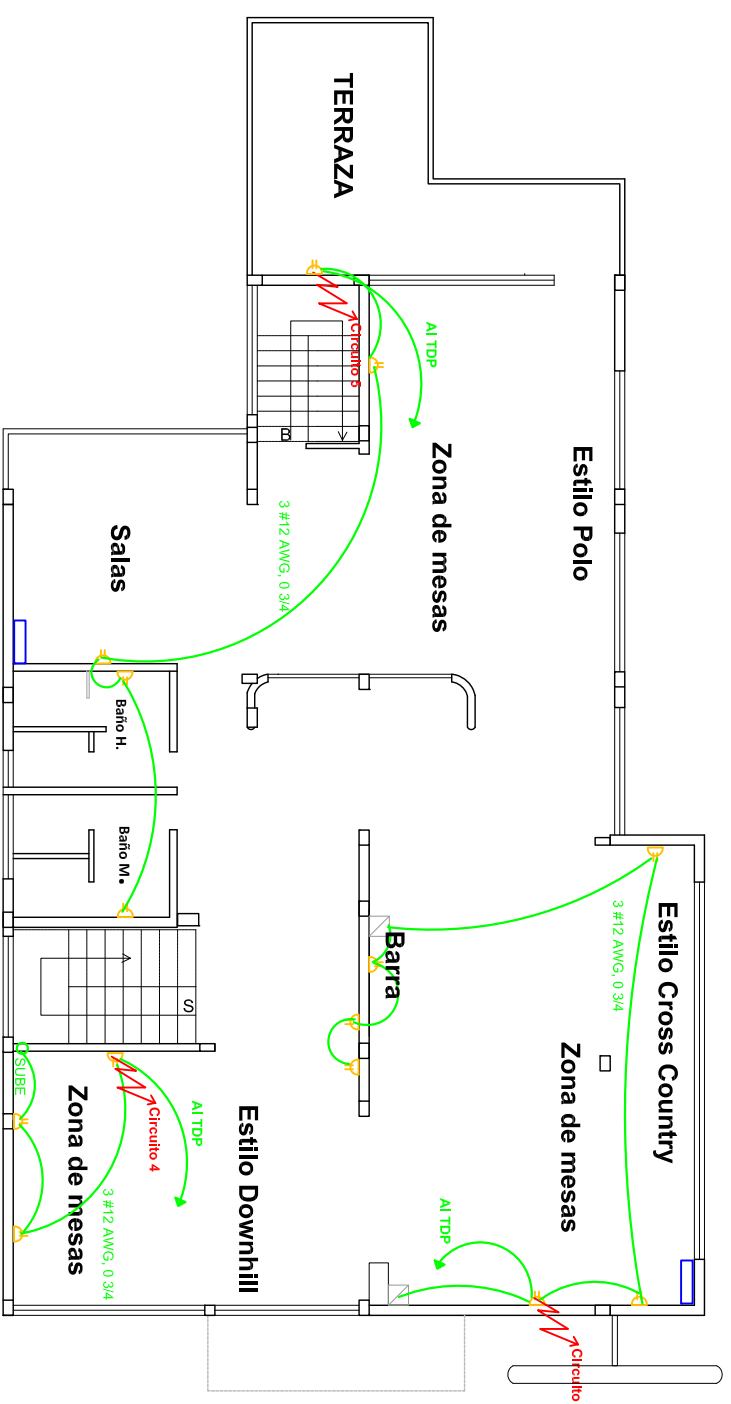 TERRAZA
Circuito 5
Al TDP
B
Zona de mesas
Estilo Polo
Salas
3 #12 AWG, 0 3/4
Baño H.
Baño M.
Barra
3 #12 AWG, 0 3/4
Estilo Cross Country
Zona de mesas
S
SUBE
Circuito 4
Al TDP
Zona de mesas
Estilo Downhill
3 #12 AWG, 0 3/4
Al TDP
Circuito